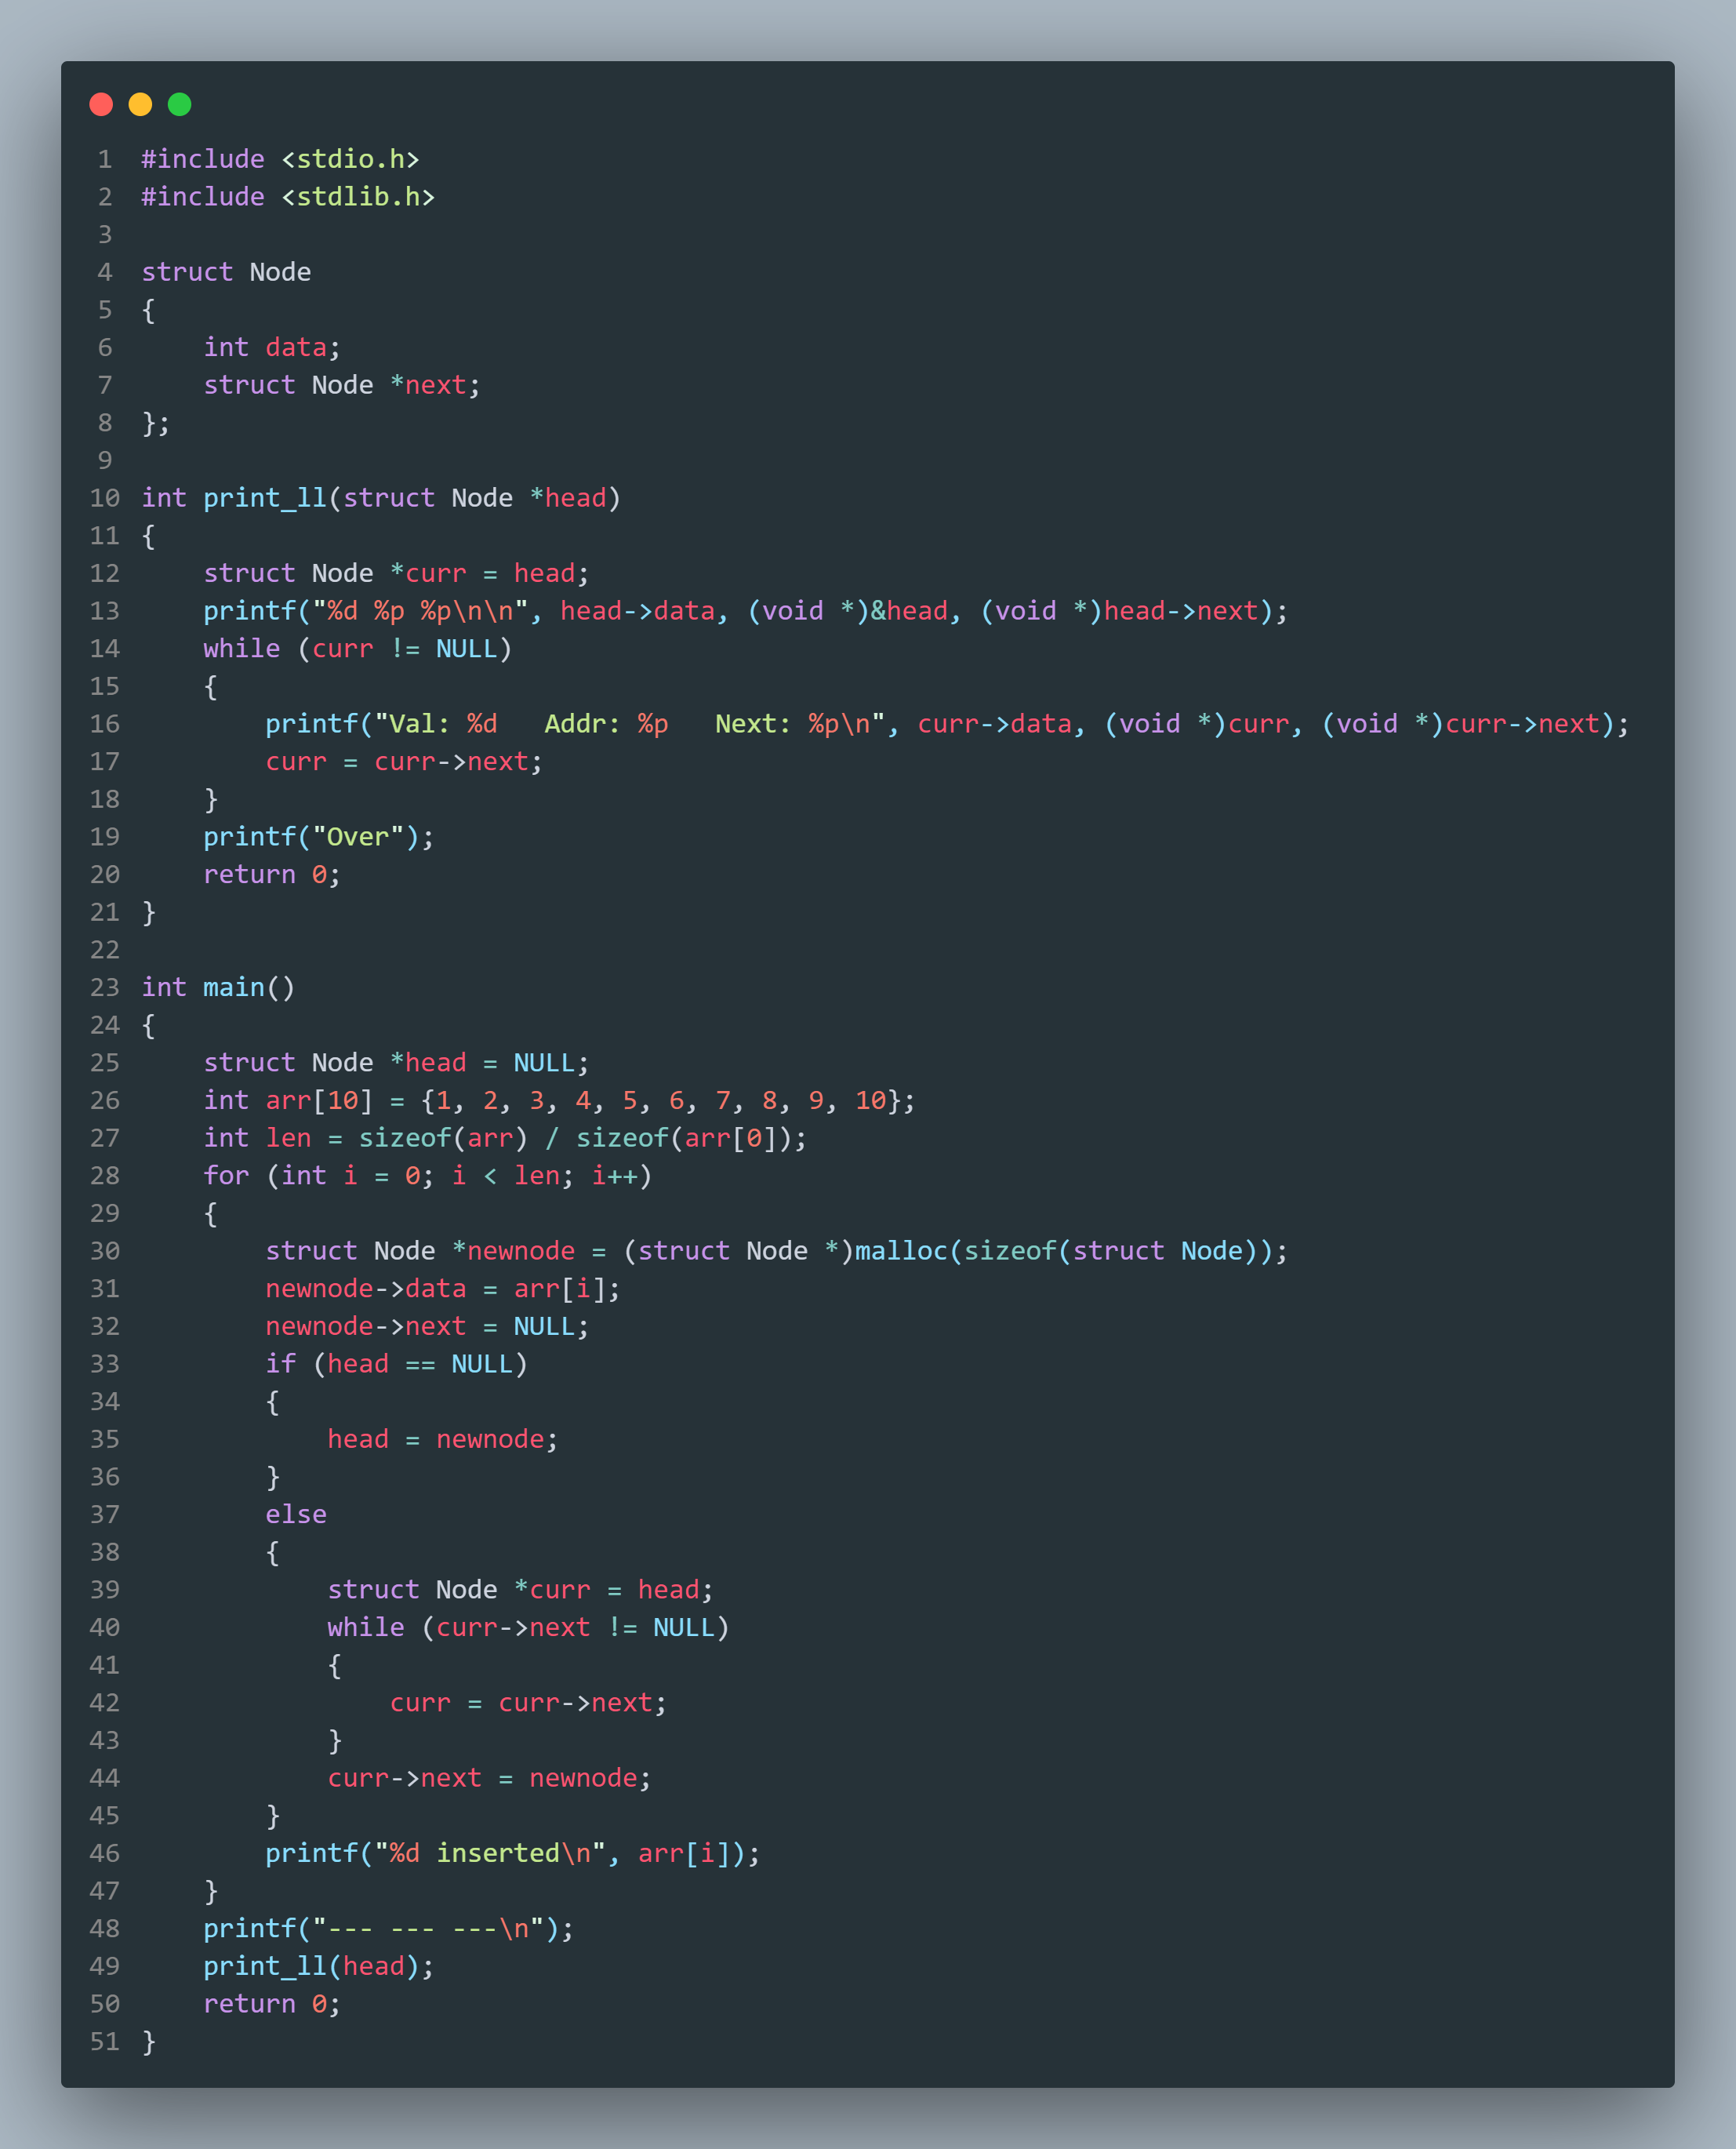 1 #include <stdio.h>
2 #include <stdlib.h>
3
4 struct Node
5 {
6     int data;
7     struct Node *next;
8 };
9
10 int print_ll(struct Node *head)
11 {
12     struct Node *curr = head;
13     printf("%d %p %p\n\n", head->data, (void *)&head, (void *)head->next);
14     while (curr != NULL)
15     {
16         printf("Val: %d   Addr: %p   Next: %p\n", curr->data, (void *)curr, (void *)curr->next);
17         curr = curr->next;
18     }
19     printf("Over");
20     return 0;
21 }
22
23 int main()
24 {
25     struct Node *head = NULL;
26     int arr[10] = {1, 2, 3, 4, 5, 6, 7, 8, 9, 10};
27     int len = sizeof(arr) / sizeof(arr[0]);
28     for (int i = 0; i < len; i++)
29     {
30         struct Node *newnode = (struct Node *)malloc(sizeof(struct Node));
31         newnode->data = arr[i];
32         newnode->next = NULL;
33         if (head == NULL)
34         {
35             head = newnode;
36         }
37         else
38         {
39             struct Node *curr = head;
40             while (curr->next != NULL)
41             {
42                 curr = curr->next;
43             }
44             curr->next = newnode;
45         }
46         printf("%d inserted\n", arr[i]);
47     }
48     printf("--- --- ---\n");
49     print_ll(head);
50     return 0;
51 }